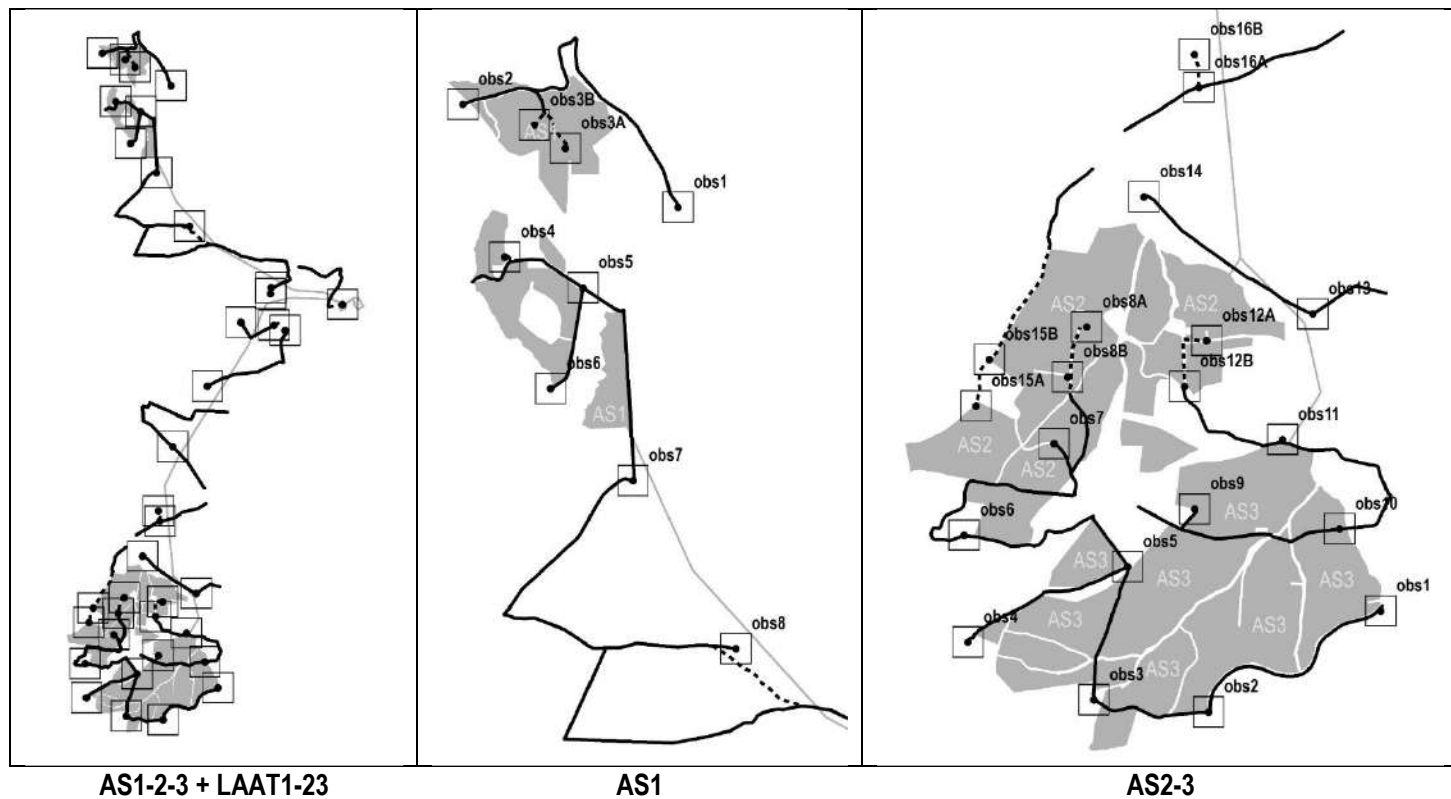 obs2
obs3B
AS1
obs3A
obs1
obs4
obs5
obs6
AS1
obs7
obs8
obs16B
obs16A
obs14
obs13
AS2
obs8A
AS2
obs12A
obs15B
obs8B
obs12B
obs15A
obs7
obs11
AS2
AS2
obs9
AS3
obs10
obs6
obs5
AS3
AS3
AS3
obs1
obs4
AS3
AS3
AS3
obs3
obs2
AS1-2-3 + LAAT1-23
AS1
AS2-3